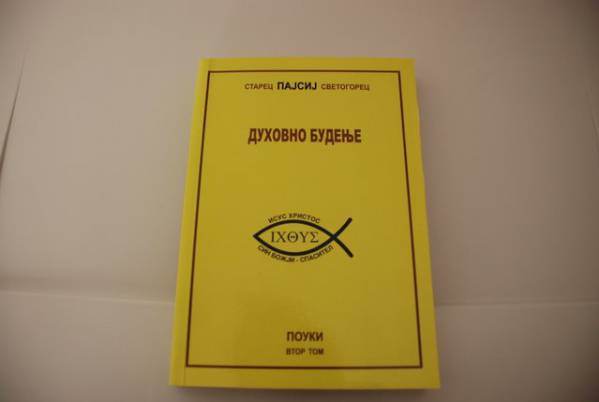 СТАРЕЦ ПАЈСИЈ СВЕТОГОРЕЦ
ДУХОВНО БУДЕЊЕ
ИСУС ХРИСТОС
ΙΧΘΥΣ
СИН БОЖЈИ - СПАСИТЕЛ
ПОУКИ
ВТОР ТОМ